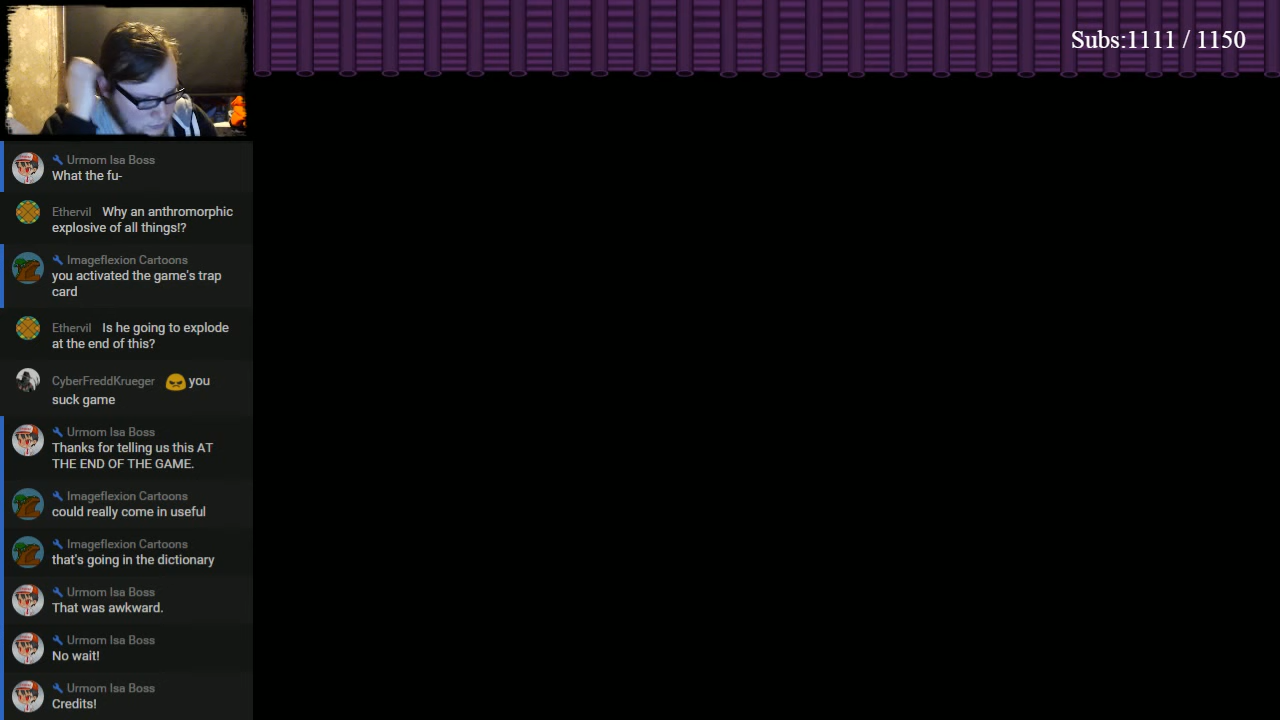 Subs:1111 / 1150
Urmom Isa Boss
What the fu-
Ethervil Why an anthromorphic
explosive of all things!?
Imageflexion Cartoons
you activated the game's trap
card
Ethervil Is he going to explode
at the end of this?
CyberFreddKrueger you
suck game
Urmom Isa Boss
Thanks for telling us this AT
THE END OF THE GAME.
Imageflexion Cartoons
could really come in useful
Imageflexion Cartoons
that's going in the dictionary
Urmom Isa Boss
That was awkward.
Urmom Isa Boss
No wait!
Urmom Isa Boss
Credits!